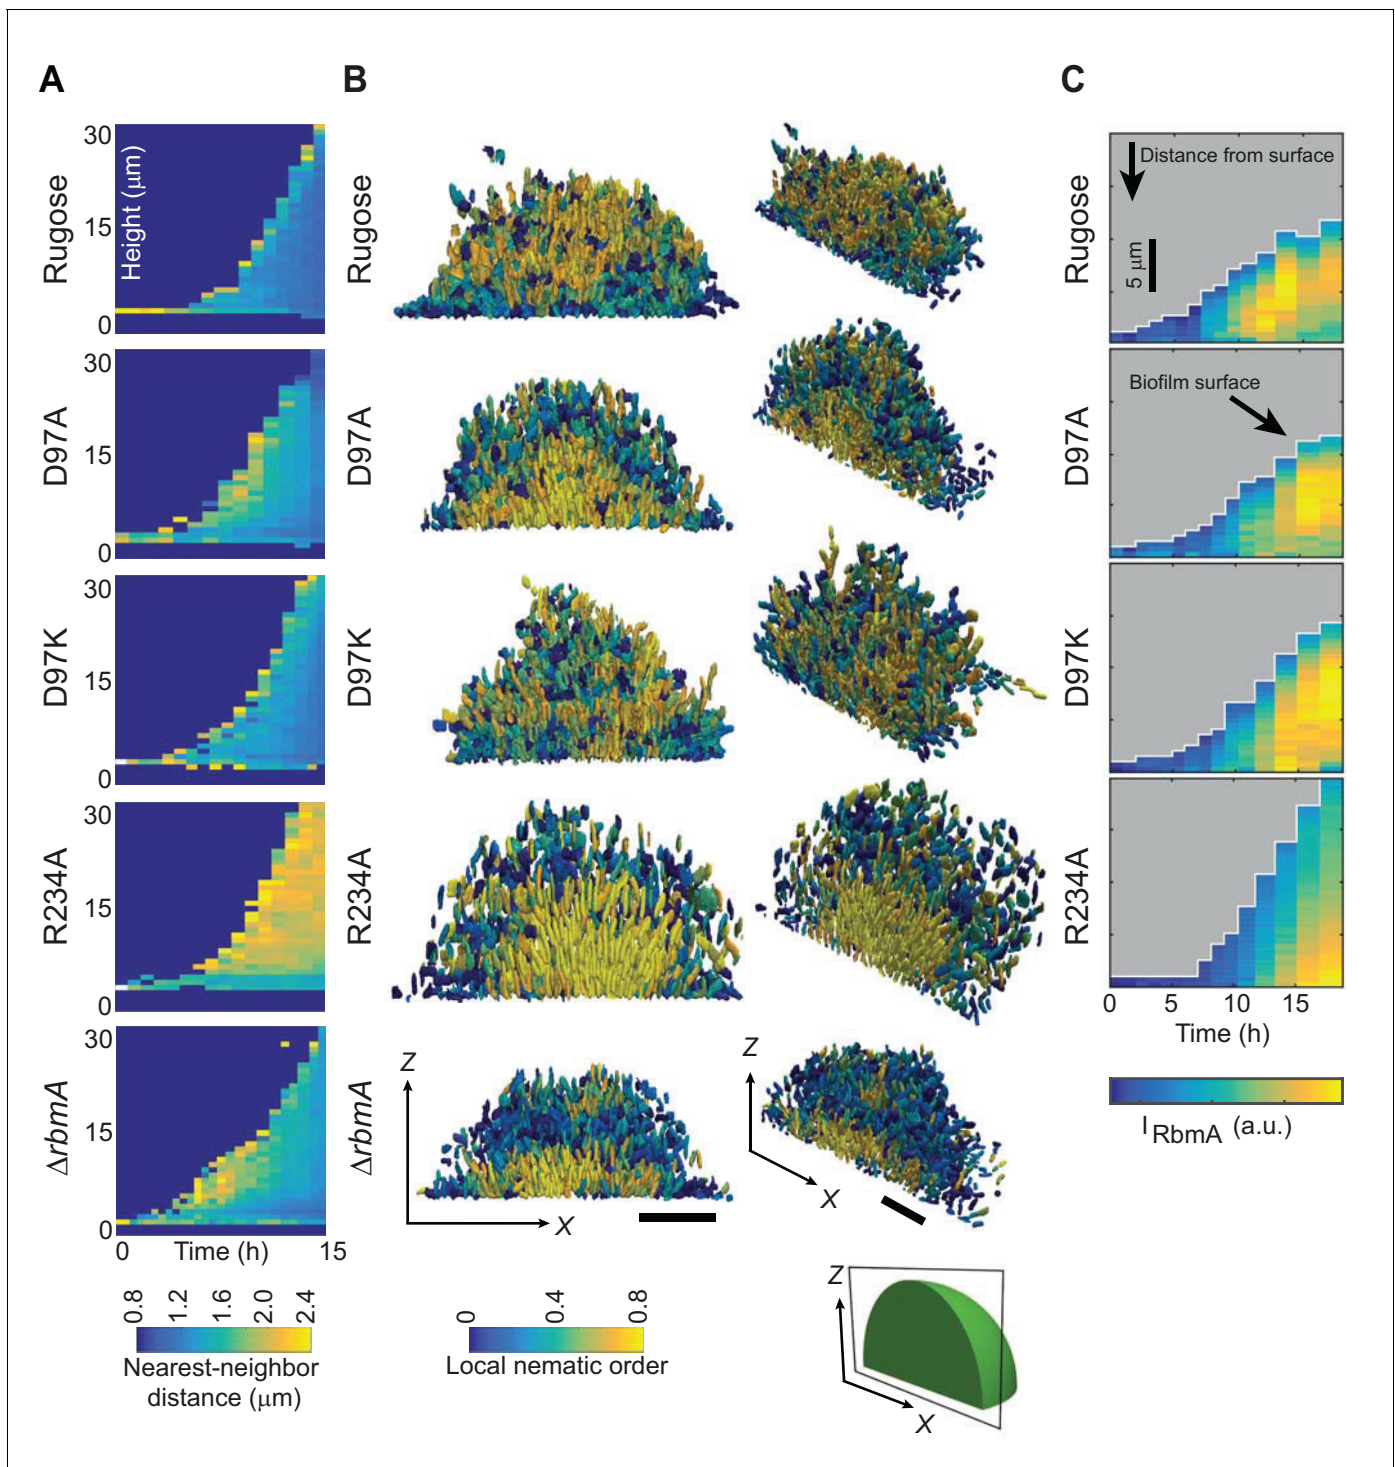 A
B
C
Rugose
30
15
0
Height (μm)
D97A
30
15
0
D97K
30
15
0
R234A
30
15
0
ΔrbmA
30
15
0
0
Time (h)
15
0.8
1.2
1.6
2.0
2.4
Nearest-neighbor
distance (μm)
Rugose
D97A
D97K
R234A
ΔrbmA
Z
X
Z
X
0
0.4
0.8
Local nematic order
Z
X
Rugose
Distance from surface
5 μm
D97A
Biofilm surface
D97K
R234A
0
5
10
15
Time (h)
I RbmA (a.u.)